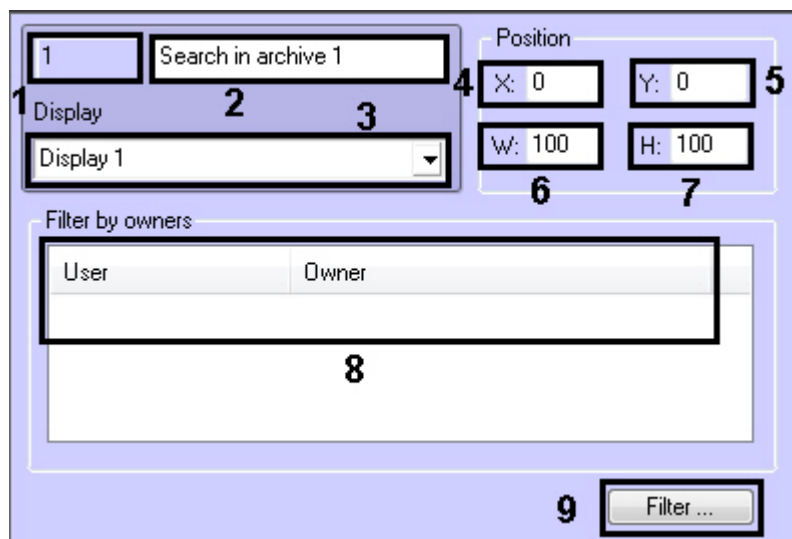 1 Search in archive 1
1 2
Display 3
Display 1
Position
4 X: 0 Y: 0 5
W: 100 H: 100
6 7
Filter by owners
User Owner
8
9 Filter ...